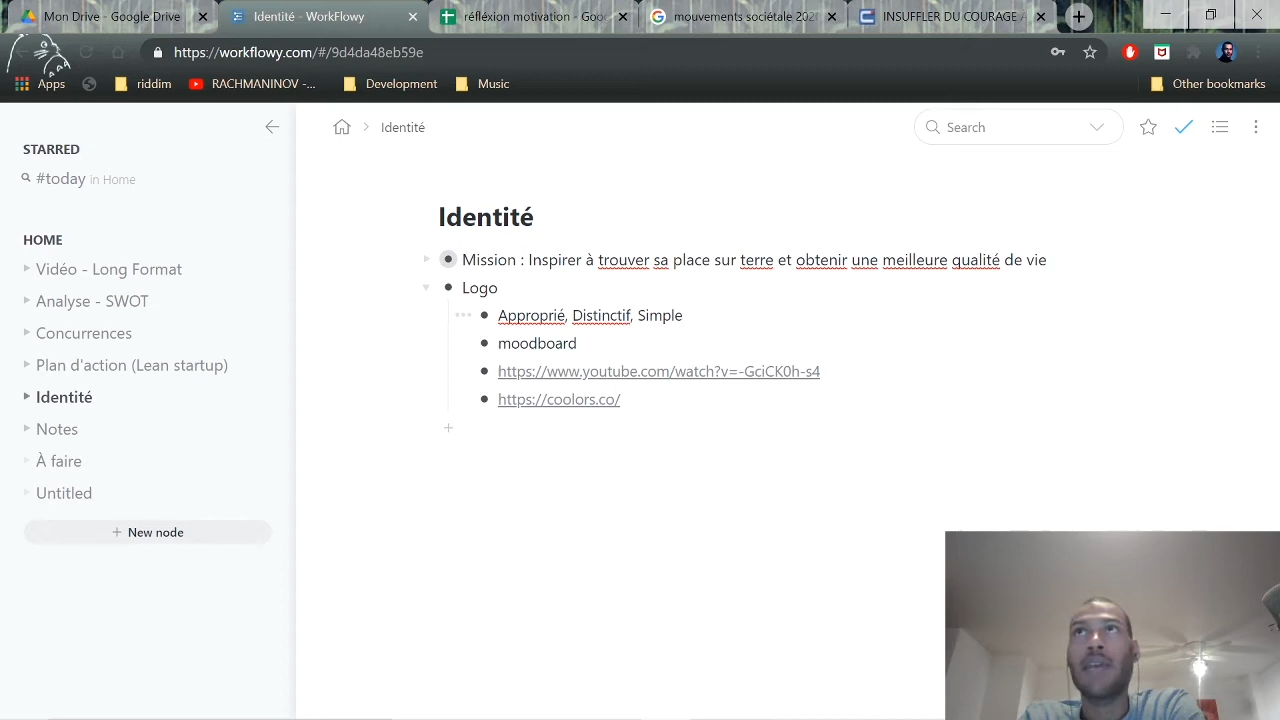 Mon Drive - Google Drive
Identité - WorkFlowy
réfléxion motivation - Goo
mouvements sociétale 202
INSUFFLER DU COURAGE
https://workflowy.com/#/9d4da48eb59e
Apps
riddim
RACHMANINOV -...
Development
Music
Other bookmarks
Identité
Search
STARRED
#today in Home
HOME
Vidéo - Long Format
Analyse - SWOT
Concurrences
Plan d'action (Lean startup)
Identité
Notes
À faire
Untitled
New node
Identité
Mission : Inspirer à trouver sa place sur terre et obtenir une meilleure qualité de vie
Logo
Approprié, Distinctif, Simple
moodboard
https://www.youtube.com/watch?v=-GciCK0h-s4
https://coolors.co/